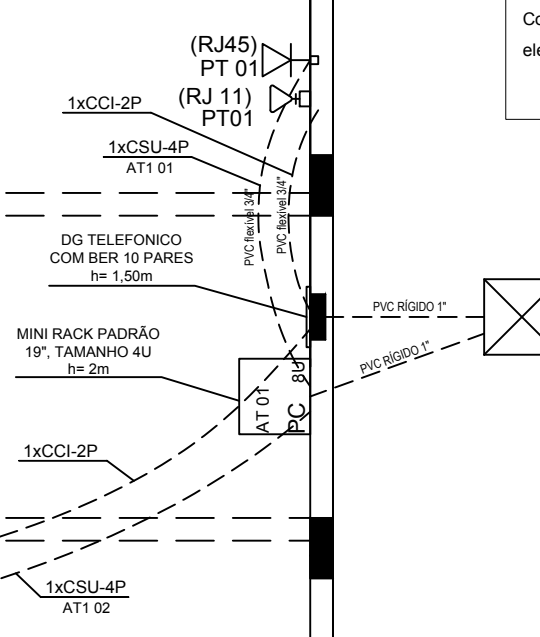 Co
ele
(RJ45)
PT 01
(RJ 11)
PT01
1xCCI-2P
1xCSU-4P
AT1 01
PVC flexivel 3/4"
PVC flexivel 3/4"
DG TELEFONICO
COM BER 10 PARES
h= 1,50m
PVC RÍGIDO 1"
PVC RÍGIDO 1"
MINI RACK PADRÃO
19", TAMANHO 4U
h= 2m
AT 01
PC 8U
1xCCI-2P
1xCSU-4P
AT1 02